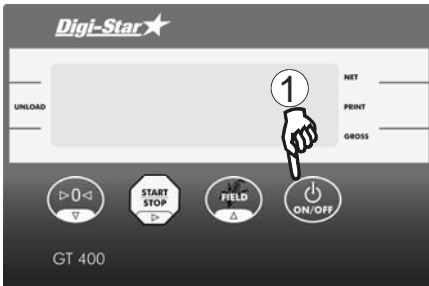 Digi-Star
1
NET
UNLOAD
PRINT
GROSS
▷0◁
START
STOP
FIELD
ON/OFF
GT 400